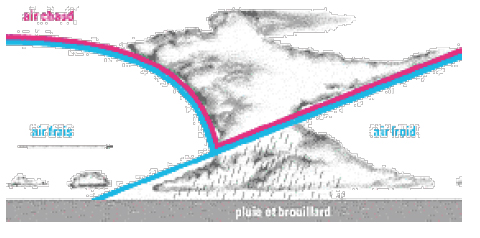 air chaud
air frais
air froid
pluie et brouillard